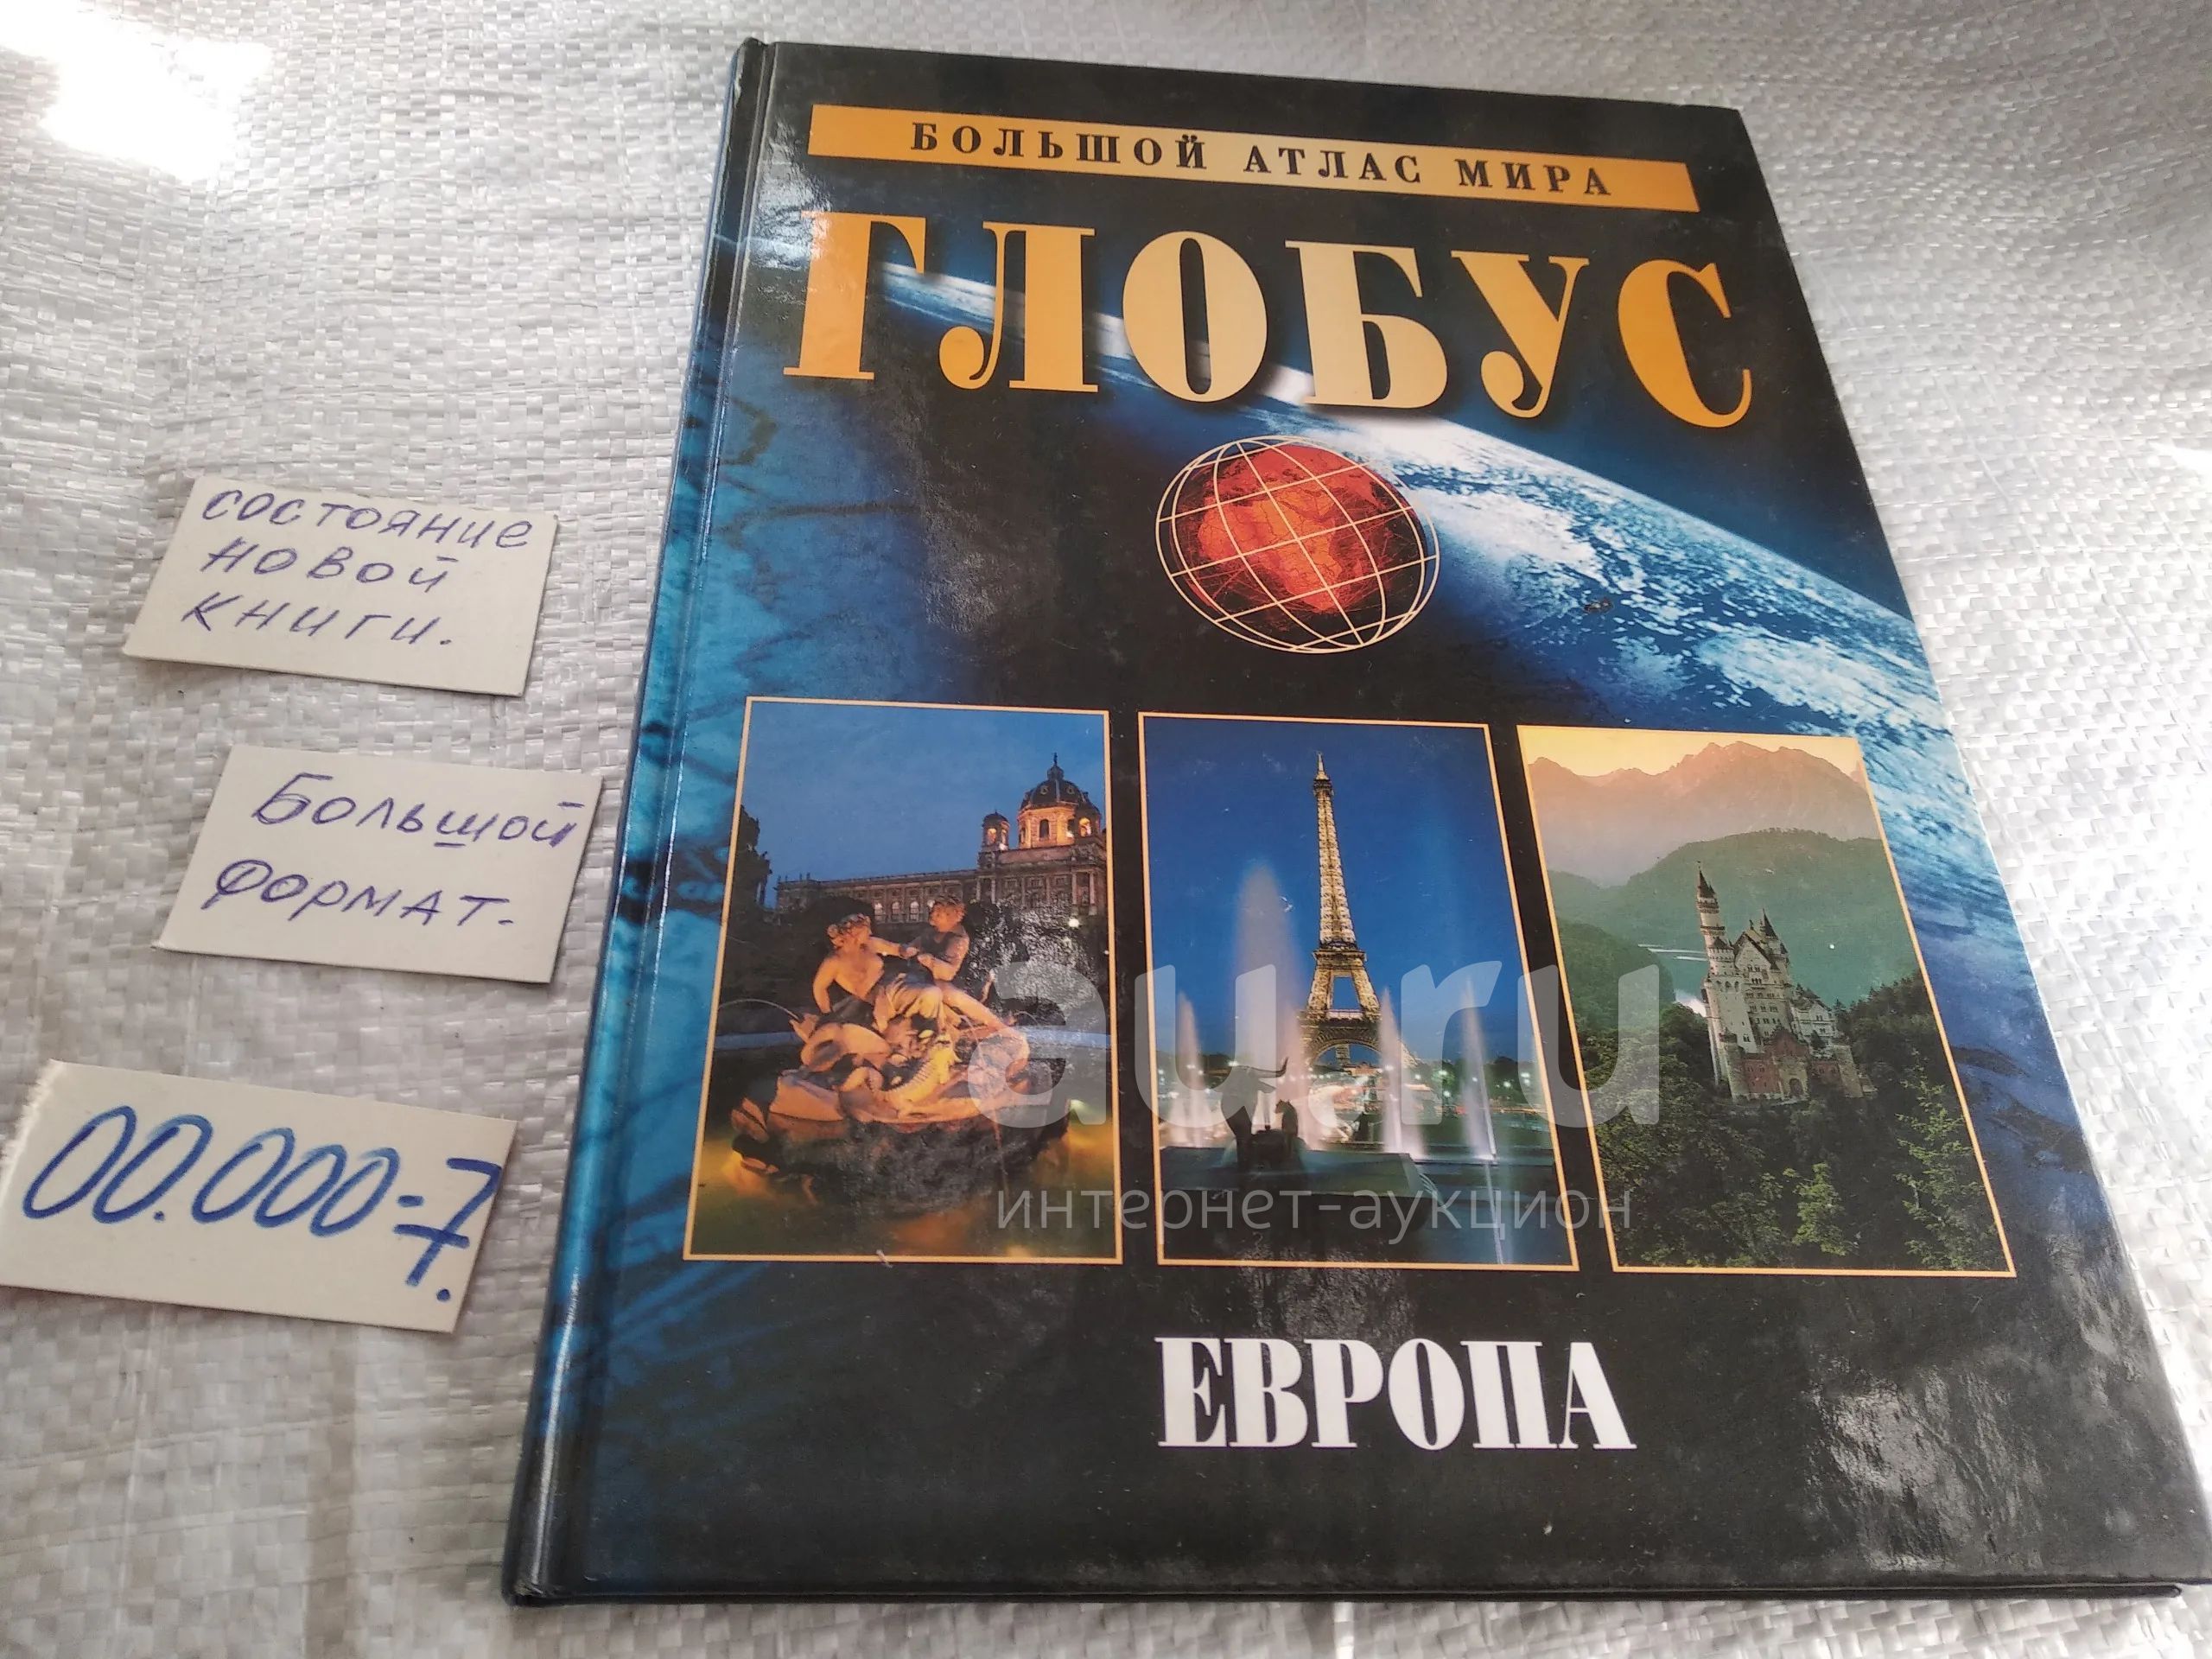 БОЛЬШОЙ АТЛАС МИРА
ГЛОБУС
СОСТОЯНИЕ
НОВОЙ
КНИГИ.
Большой
формат.
00.000=7.
au.ru
интернет-аукцион
ЕВРОПА